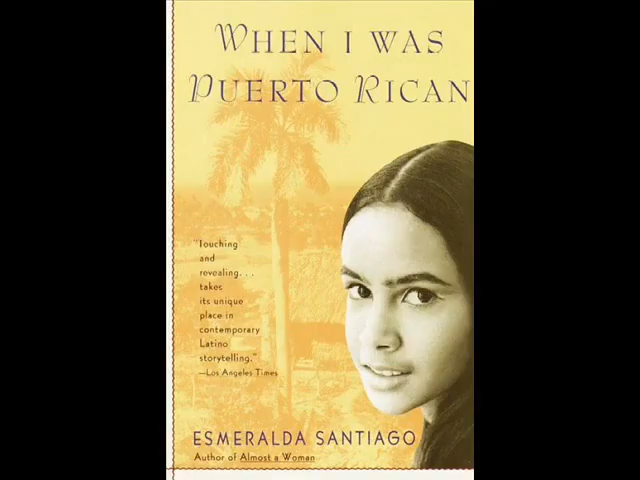 WHEN I WAS
PUERTO RICAN
"Touching
and
revealing. . .
takes
its unique
place in
contemporary
Latino
storytelling."
—Los Angeles Times
ESMERALDA SANTIAGO
Author of Almost a Woman